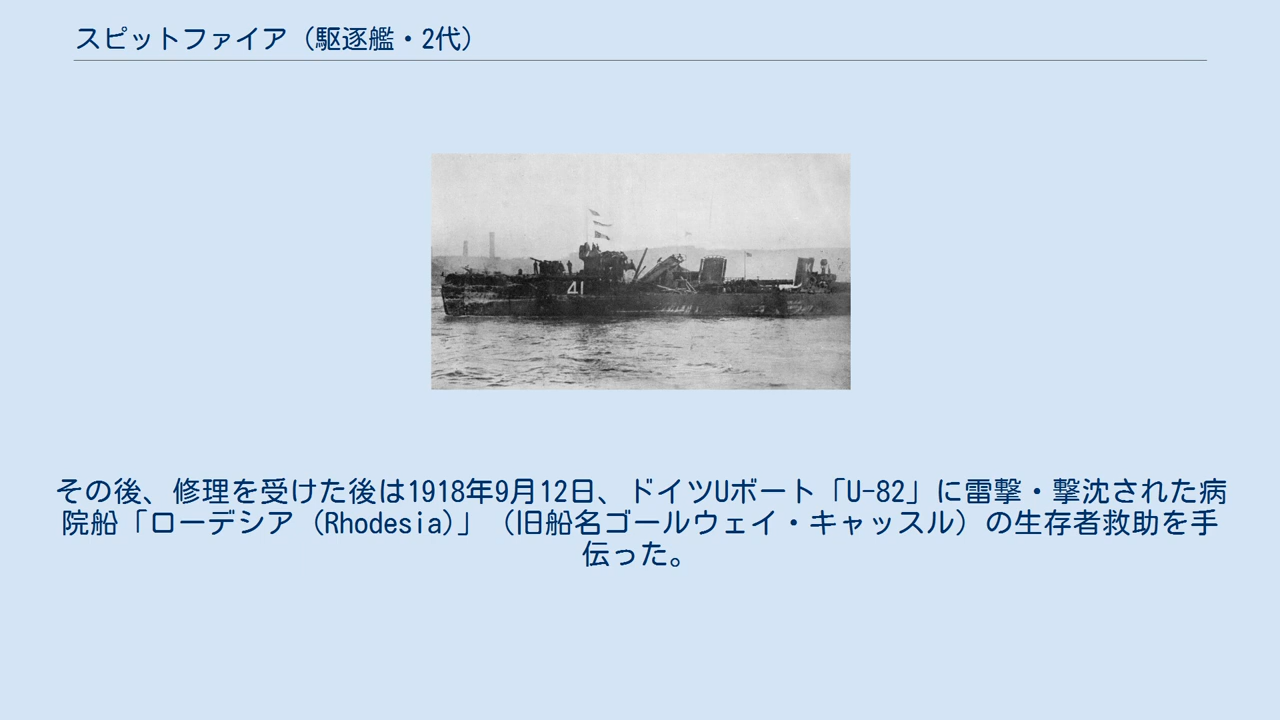 スピットファイア（駆逐艦・2代）
41
その後、修理を受けた後は1918年9月12日、ドイツUボート「U-82」に雷撃・撃沈された病
院船「ローデシア（Rhodesia)」（旧船名ゴールウェイ・キャッスル）の生存者救助を手
伝った。